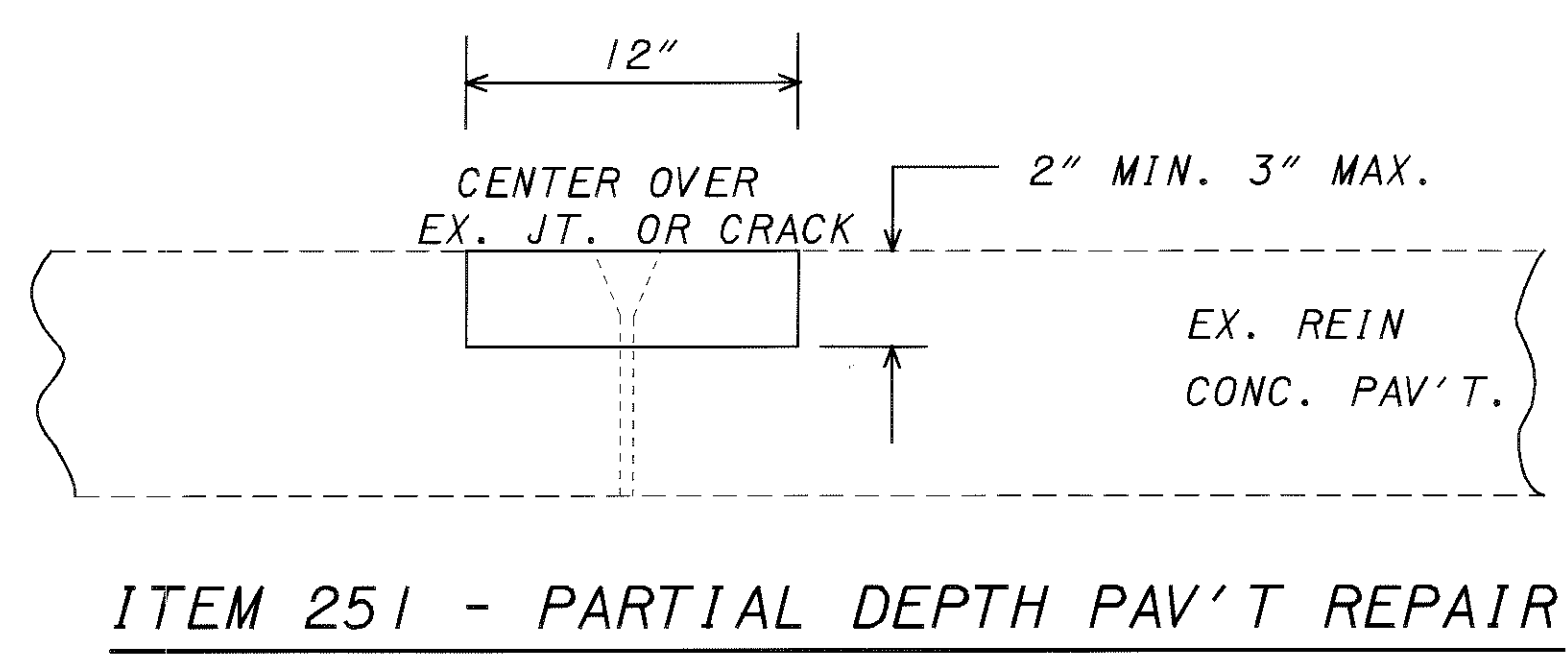 12"
CENTER OVER
EX. JT. OR CRACK
2" MIN. 3" MAX.
EX. REIN
CONC. PAV'T.
ITEM 251 - PARTIAL DEPTH PAV'T REPAIR